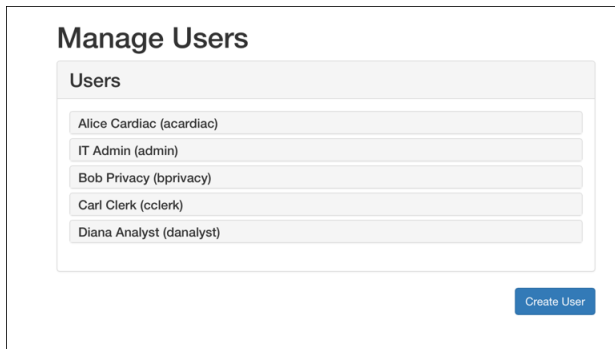 Manage Users
Users
Alice Cardiac (acardiac)
IT Admin (admin)
Bob Privacy (bprivacy)
Carl Clerk (cclerk)
Diana Analyst (danalyst)
Create User